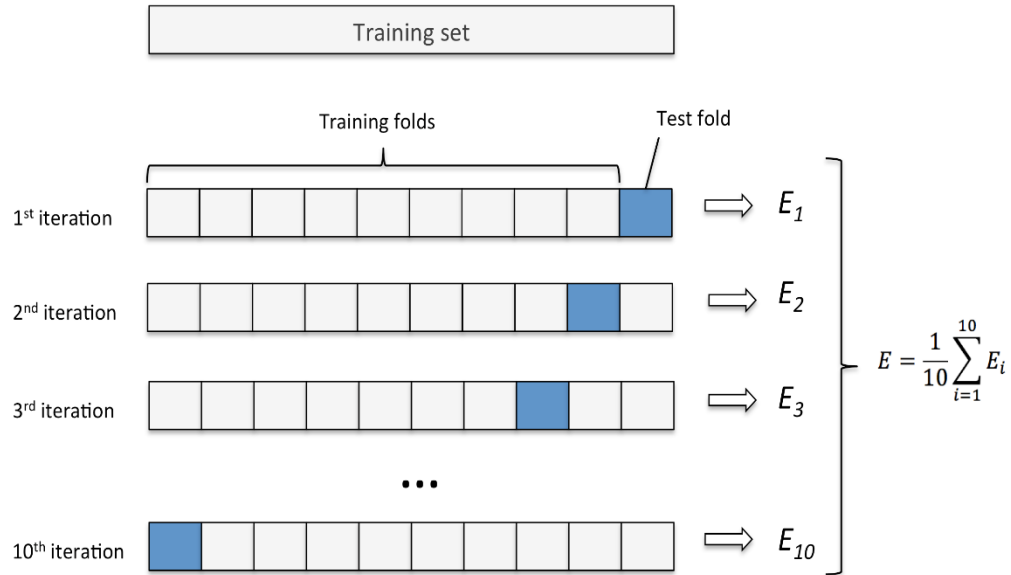 Training set
Training folds
Test fold
1st iteration
E1
2nd iteration
E2
3rd iteration
E3
...
10th iteration
E10
E = 1/10 ∑_{i=1}^{10} E_i